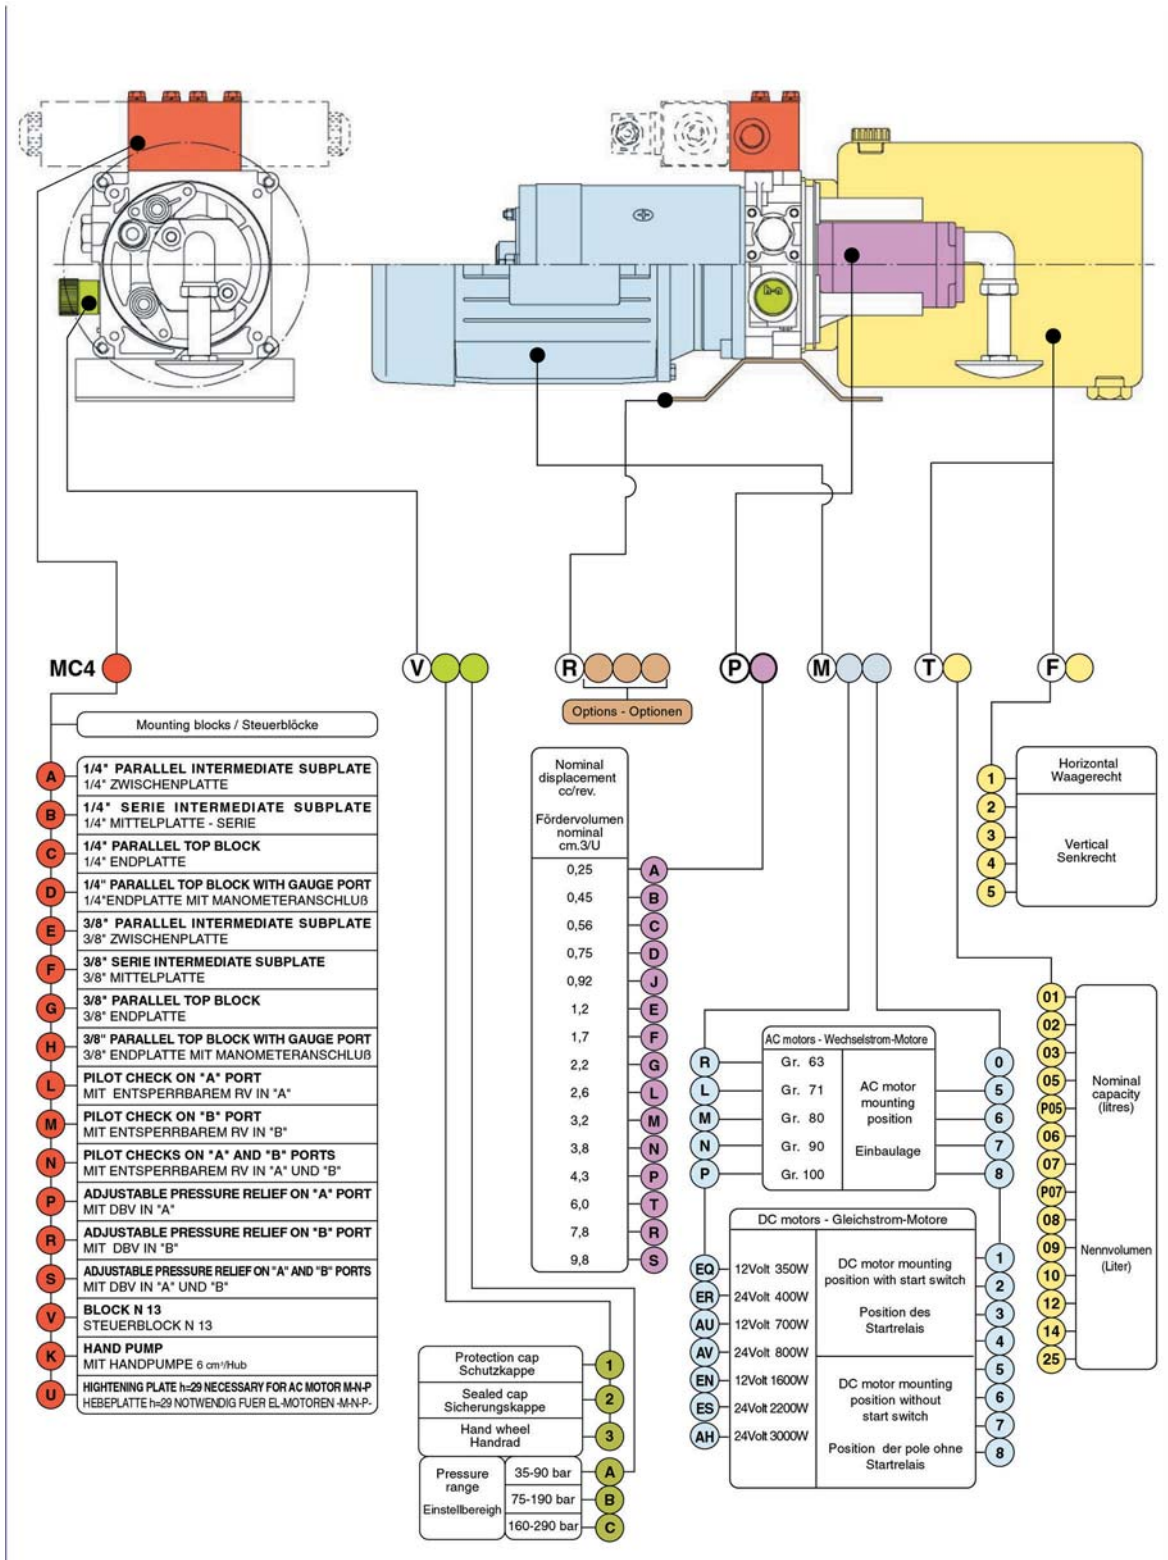 MC4
V
R
P
M
T
F
Options - Optionen
Mounting blocks / Steuerblöcke
A
1/4" PARALLEL INTERMEDIATE SUBPLATE
1/4" ZWISCHENPLATTE
B
1/4" SERIE INTERMEDIATE SUBPLATE
1/4" MITTELPLATTE - SERIE
C
1/4" PARALLEL TOP BLOCK
1/4" ENDPLATTE
D
1/4" PARALLEL TOP BLOCK WITH GAUGE PORT
1/4"ENDPLATTE MIT MANOMETERANSCHLUß
E
3/8" PARALLEL INTERMEDIATE SUBPLATE
3/8" ZWISCHENPLATTE
F
3/8" SERIE INTERMEDIATE SUBPLATE
3/8" MITTELPLATTE
G
3/8" PARALLEL TOP BLOCK
3/8" ENDPLATTE
H
3/8" PARALLEL TOP BLOCK WITH GAUGE PORT
3/8" ENDPLATTE MIT MANOMETERANSCHLUß
L
PILOT CHECK ON "A" PORT
MIT ENTSPERRBAREM RV IN "A"
M
PILOT CHECK ON "B" PORT
MIT ENTSPERRBAREM RV IN "B"
N
PILOT CHECKS ON "A" AND "B" PORTS
MIT ENTSPERRBAREM RV IN "A" UND "B"
P
ADJUSTABLE PRESSURE RELIEF ON "A" PORT
MIT DBV IN "A"
R
ADJUSTABLE PRESSURE RELIEF ON "B" PORT
MIT DBV IN "B"
S
ADJUSTABLE PRESSURE RELIEF ON "A" AND "B" PORTS
MIT DBV IN "A" UND "B"
V
BLOCK N 13
STEUERBLOCK N 13
K
HAND PUMP
MIT HANDPUMPE 6 cm³/Hub
U
HIGHTENING PLATE h=29 NECESSARY FOR AC MOTOR M-N-P
HEBEPLATTE h=29 NOTWENDIG FUER EL-MOTOREN -M-N-P-
Protection cap
Schutzkappe
1
Sealed cap
Sicherungskappe
2
Hand wheel
Handrad
3
Pressure
range
Einstellbereigh
35-90 bar
A
75-190 bar
B
160-290 bar
C
Nominal
displacement
cc/rev.
Fördervolumen
nominal
cm.3/U
0,25 A
0,45 B
0,56 C
0,75 D
0,92 J
1,2 E
1,7 F
2,2 G
2,6 L
3,2 M
3,8 N
4,3 P
6,0 T
7,8 R
9,8 S
AC motors - Wechselstrom-Motore
R Gr. 63
L Gr. 71
M Gr. 80
N Gr. 90
P Gr. 100
AC motor
mounting
position
Einbaulage
0
5
6
7
8
DC motors - Gleichstrom-Motore
EQ 12Volt 350W
ER 24Volt 400W
AU 12Volt 700W
AV 24Volt 800W
EN 12Volt 1600W
ES 24Volt 2200W
AH 24Volt 3000W
DC motor mounting
position with start switch
Position des
Startrelais
1
2
3
4
DC motor mounting
position without
start switch
Position der pole ohne
Startrelais
5
6
7
8
Horizontal
Waagerecht
1
Vertical
Senkrecht
2
3
4
5
01
02
03
05
P05
06
07
P07
08
09
10
12
14
25
Nominal
capacity
(litres)
Nennvolumen
(Liter)